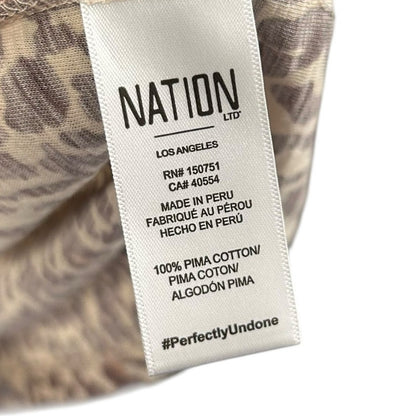 NATION
LTD
LOS ANGELES
RN# 150751
CA# 40554
MADE IN PERU
FABRIQUÉ AU PÉROU
HECHO EN PERÚ
100% PIMA COTTON/
PIMA COTON/
ALGODÓN PIMA
#PerfectlyUndone